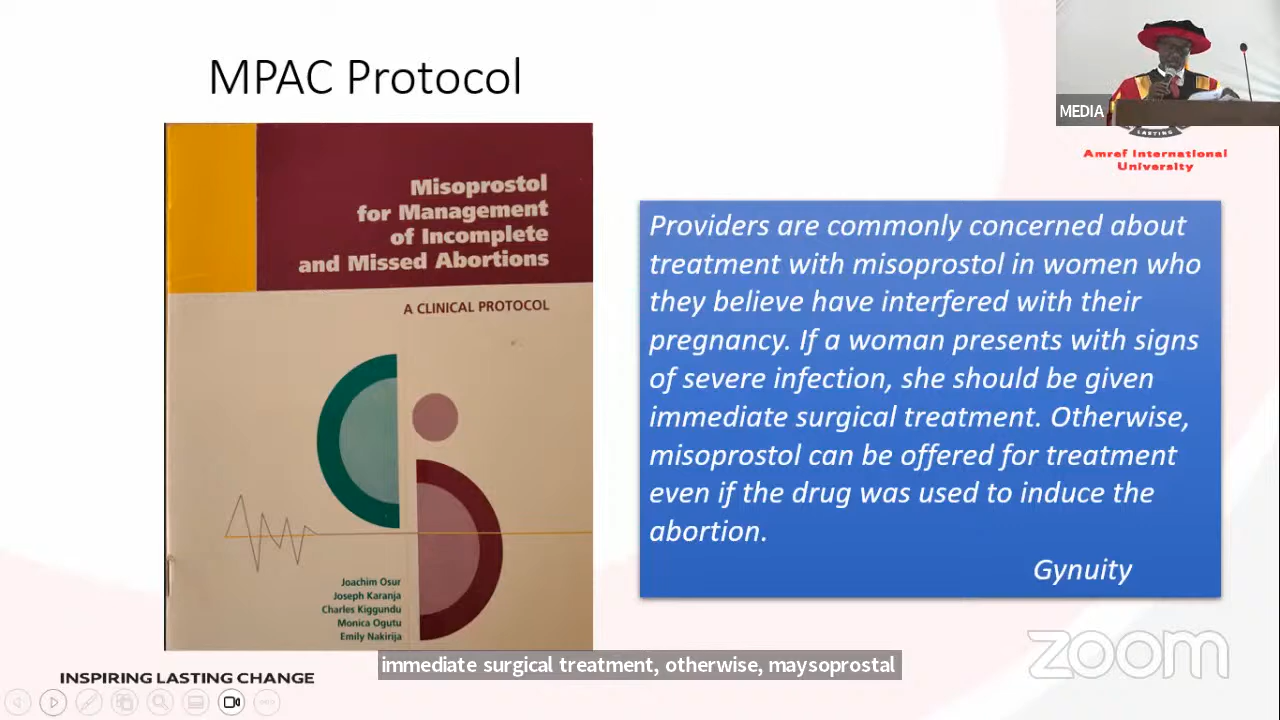 MPAC Protocol
MEDIA
LASTING
Amref International
University
Misoprostol
for Management
of Incomplete
and Missed Abortions
A CLINICAL PROTOCOL
Joachim Osur
Joseph Karanja
Charles Kiggundu
Monica Ogutu
Emily Nakirija
Providers are commonly concerned about
treatment with misoprostol in women who
they believe have interfered with their
pregnancy. If a woman presents with signs
of severe infection, she should be given
immediate surgical treatment. Otherwise,
misoprostol can be offered for treatment
even if the drug was used to induce the
abortion.
Gynuity
immediate surgical treatment, otherwise, maysoprostal
INSPIRING LASTING CHANGE
zoom